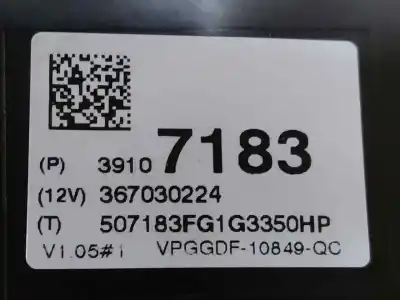 (P) 3910 7183
(12V) 367030224
(T) 507183FG1G3350HP
V1.05#1 VPGGDF-10849-QC